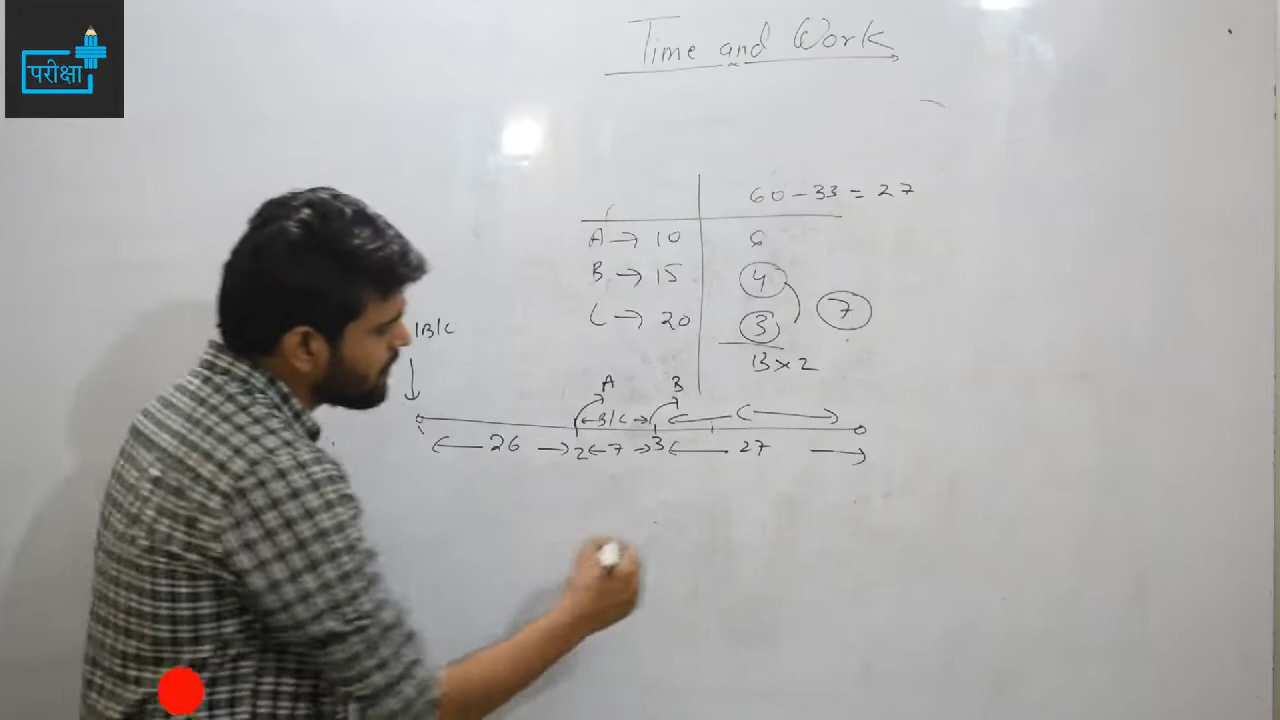 परीक्षा
Time and Work
60 - 33 = 27
A → 10 6
B → 15 4
C → 20 3
7
13 x 2
B/C
A B
B/C C
26 2 7 3 27